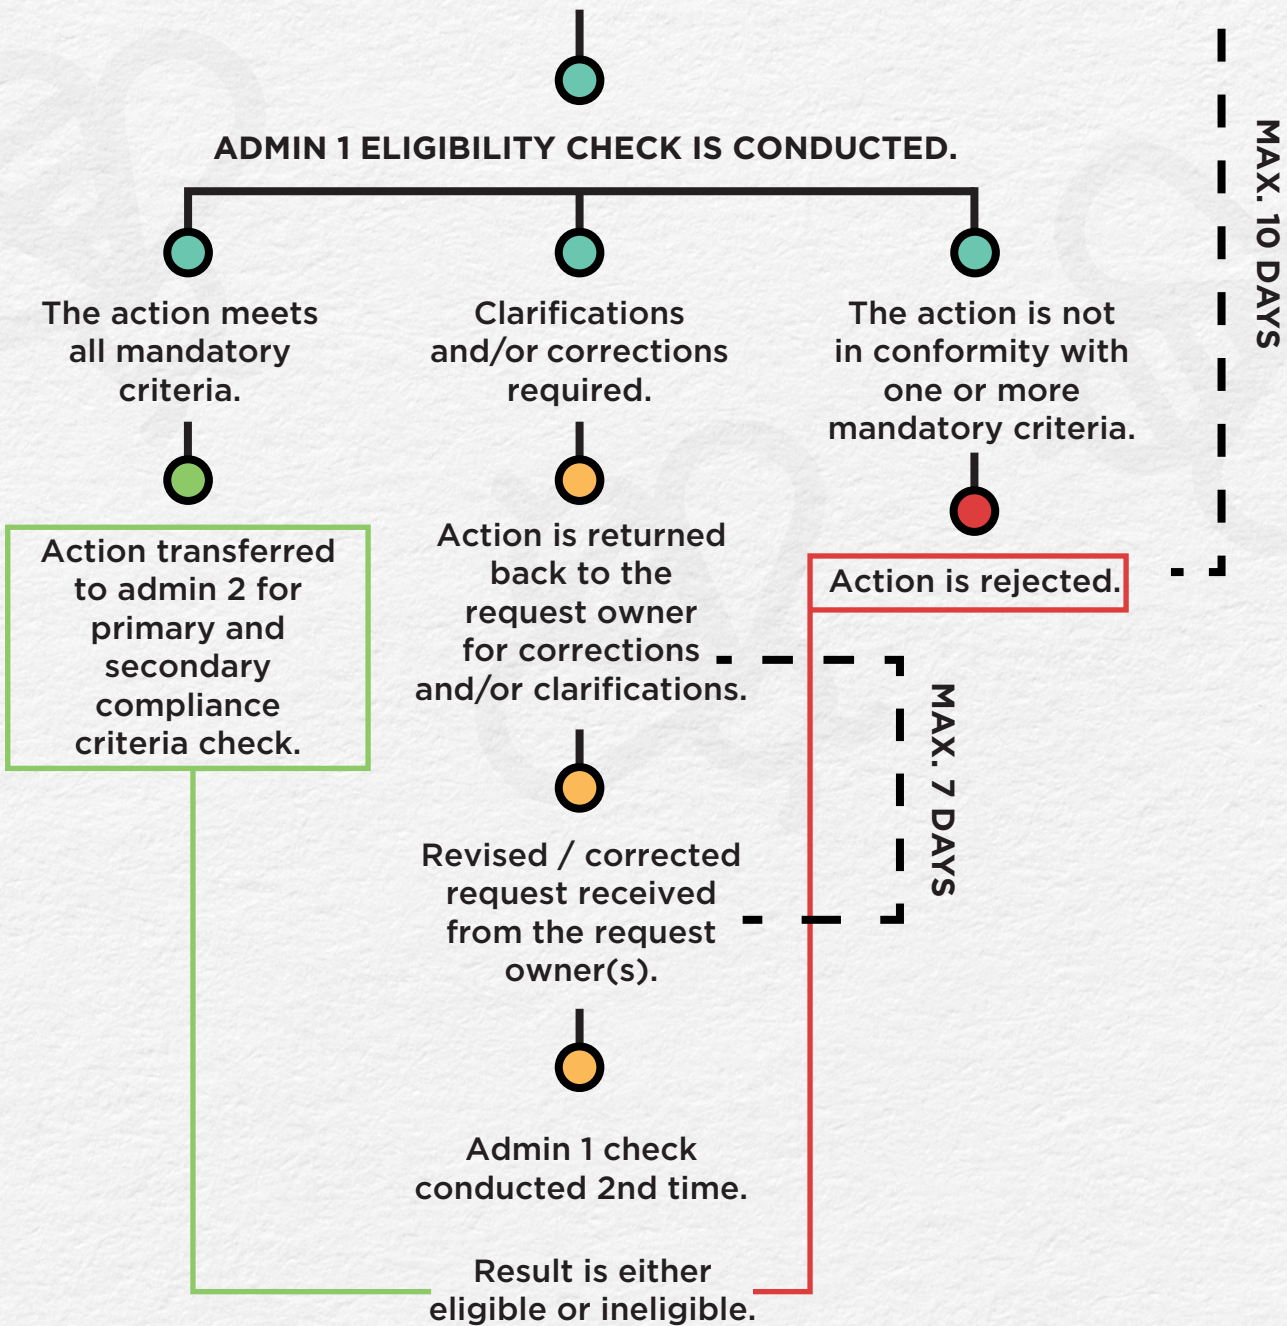 ADMIN 1 ELIGIBILITY CHECK IS CONDUCTED.
The action meets
all mandatory
criteria.
Action transferred
to admin 2 for
primary and
secondary
compliance
criteria check.
Clarifications
and/or corrections
required.
Action is returned
back to the
request owner
for corrections
and/or clarifications.
MAX. 7 DAYS
Revised / corrected
request received
from the request
owner(s).
Admin 1 check
conducted 2nd time.
Result is either
eligible or ineligible.
The action is not
in conformity with
one or more
mandatory criteria.
Action is rejected.
MAX. 10 DAYS